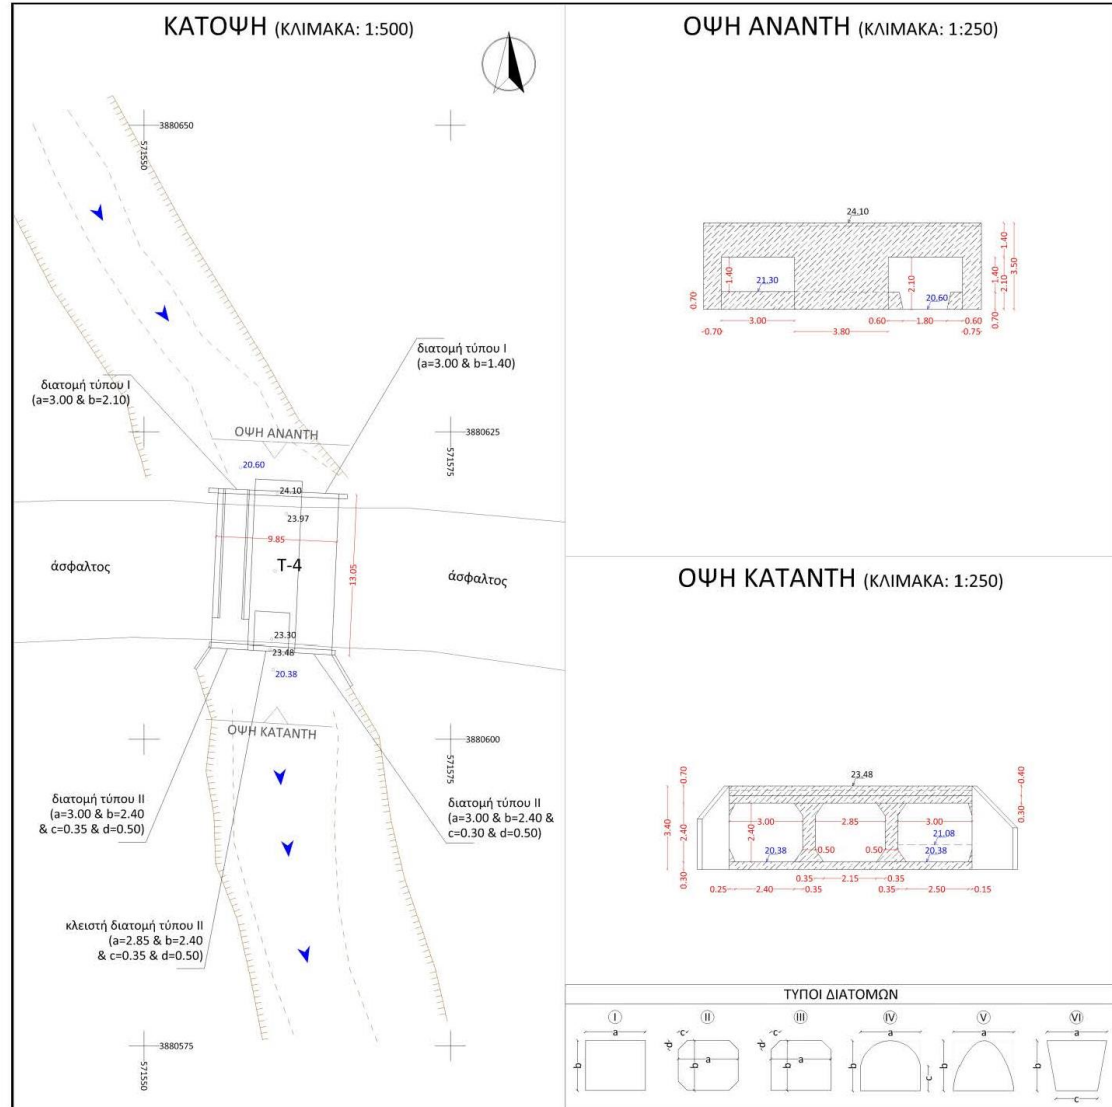 ΚΑΤΟΨΗ (ΚΛΙΜΑΚΑ: 1:500)
3880650
571550
διατομή τύπου Ι
(a=3.00 & b=1.40)
διατομή τύπου Ι
(a=3.00 & b=2.10)
ΟΨΗ ΑΝΑΝΤΗ
3880625
571575
20.60
24.10
23.97
9.85
13.05
Τ-4
άσφαλτος
άσφαλτος
23.30
23.48
20.38
ΟΨΗ ΚΑΤΑΝΤΗ
3880600
571575
διατομή τύπου ΙΙ
(a=3.00 & b=2.40
& c=0.35 & d=0.50)
διατομή τύπου ΙΙ
(a=3.00 & b=2.40 &
c=0.30 & d=0.50)
κλειστή διατομή τύπου ΙΙ
(a=2.85 & b=2.40
& c=0.35 & d=0.50)
3880575
571550
ΟΨΗ ΑΝΑΝΤΗ (ΚΛΙΜΑΚΑ: 1:250)
24.10
1.40
3.50
1.40
21.30
2.10
1.40
2.10
0.70
20.60
0.70
3.00
0.60
1.80
0.60
0.70
3.80
0.75
ΟΨΗ ΚΑΤΑΝΤΗ (ΚΛΙΜΑΚΑ: 1:250)
0.70
23.48
0.40
3.40
2.40
2.40
3.00
2.85
3.00
0.30
21.08
20.38
0.50
0.50
20.38
0.30
0.35
2.15
0.35
0.25
2.40
0.35
0.35
2.50
0.15
ΤΥΠΟΙ ΔΙΑΤΟΜΩΝ
I II III IV V VI
a c c a a a
d d
b b a b a b c b b
c